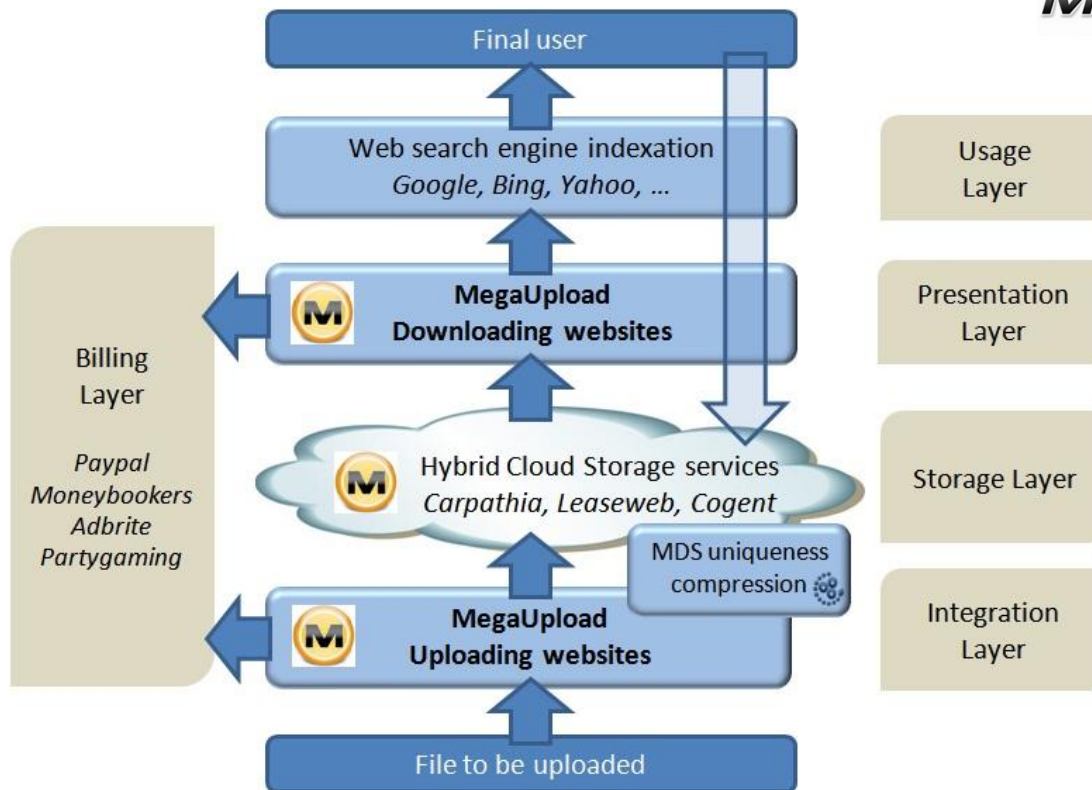 M
Final user
Web search engine indexation
Google, Bing, Yahoo, ...
Usage
Layer
M
MegaUpload
Downloading websites
Presentation
Layer
Billing
Layer
Paypal
Moneybookers
Adbrite
Partygaming
M
Hybrid Cloud Storage services
Carpathia, Leaseweb, Cogent
Storage Layer
MDS uniqueness
compression
M
MegaUpload
Uploading websites
Integration
Layer
File to be uploaded